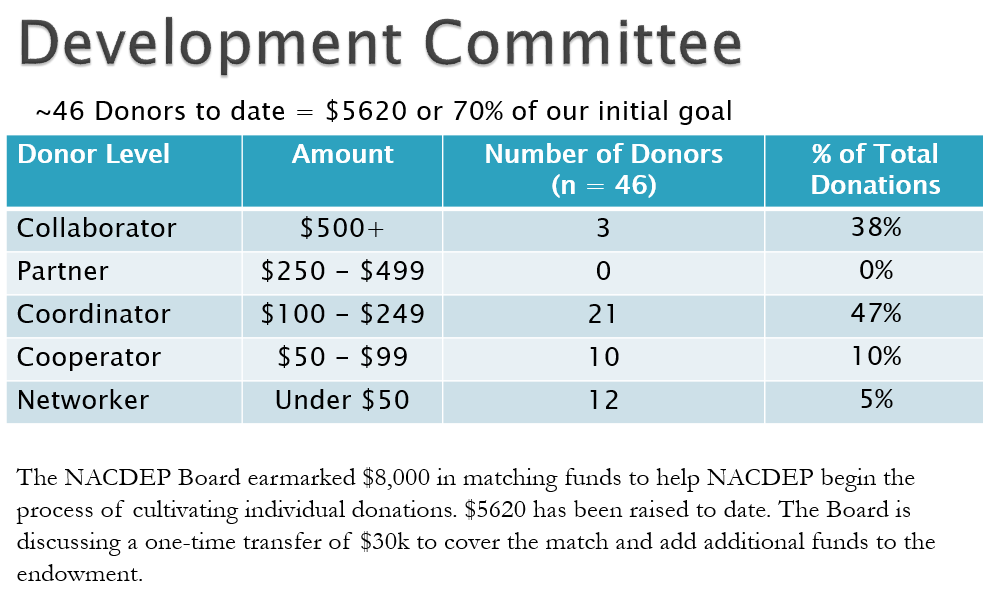 Development Committee
~46 Donors to date = $5620 or 70% of our initial goal
Donor Level Amount Number of Donors % of Total
(n = 46) Donations
Collaborator $500+ 3 38%
Partner $250 – $499 0 0%
Coordinator $100 – $249 21 47%
Cooperator $50 – $99 10 10%
Networker Under $50 12 5%
The NACDEP Board earmarked $8,000 in matching funds to help NACDEP begin the
process of cultivating individual donations. $5620 has been raised to date. The Board is
discussing a one-time transfer of $30k to cover the match and add additional funds to the
endowment.